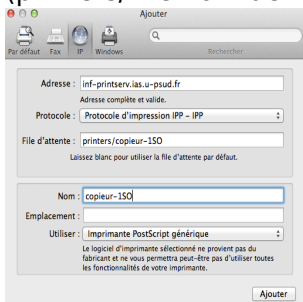 Ajouter
Par défaut Fax IP Windows Rechercher
Adresse : inf-printserv.ias.u-psud.fr
Adresse complète et valide.
Protocole : Protocole d'impression IPP – IPP
File d'attente : printers/copieur-1SO
Laissez blanc pour utiliser la file d'attente par défaut.
Nom : copieur-1SO
Emplacement :
Utiliser : Imprimante PostScript générique
Le logiciel d'imprimante sélectionné ne provient pas du
fabricant et ne vous permettra peut-être pas d'utiliser toutes
les fonctionnalités de votre imprimante.
Ajouter